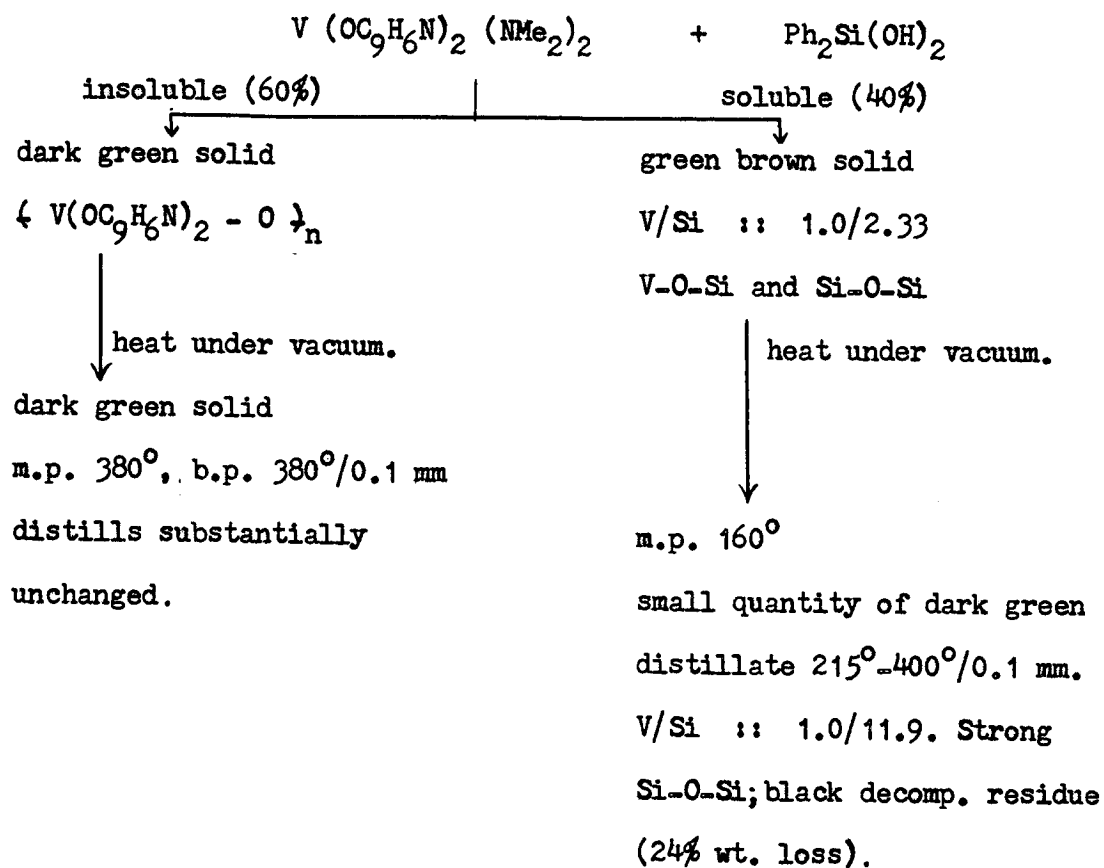 V (OC₉H₆N)₂ (NMe₂)₂ + Ph₂Si(OH)₂
insoluble (60%)
soluble (40%)
dark green solid
( V(OC₉H₆N)₂ - O )ₙ
heat under vacuum.
dark green solid
m.p. 380°, b.p. 380°/0.1 mm
distills substantially
unchanged.
green brown solid
V/Si :: 1.0/2.33
V-O-Si and Si-O-Si
heat under vacuum.
m.p. 160°
small quantity of dark green
distillate 215°-400°/0.1 mm.
V/Si :: 1.0/11.9. Strong
Si-O-Si; black decomp. residue
(24% wt. loss).